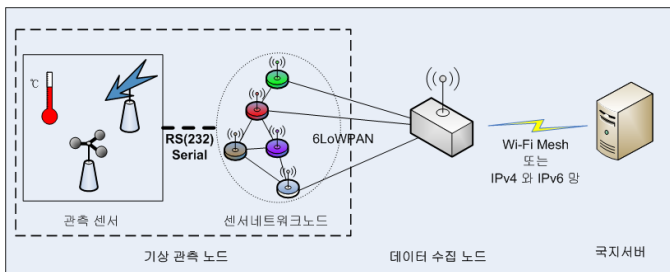 ℃
RS(232)
Serial
6LoWPAN
Wi-Fi Mesh
또는
IPv4 와 IPv6 망
관측 센서
센서네트워크노드
기상 관측 노드
데이터 수집 노드
국지서버